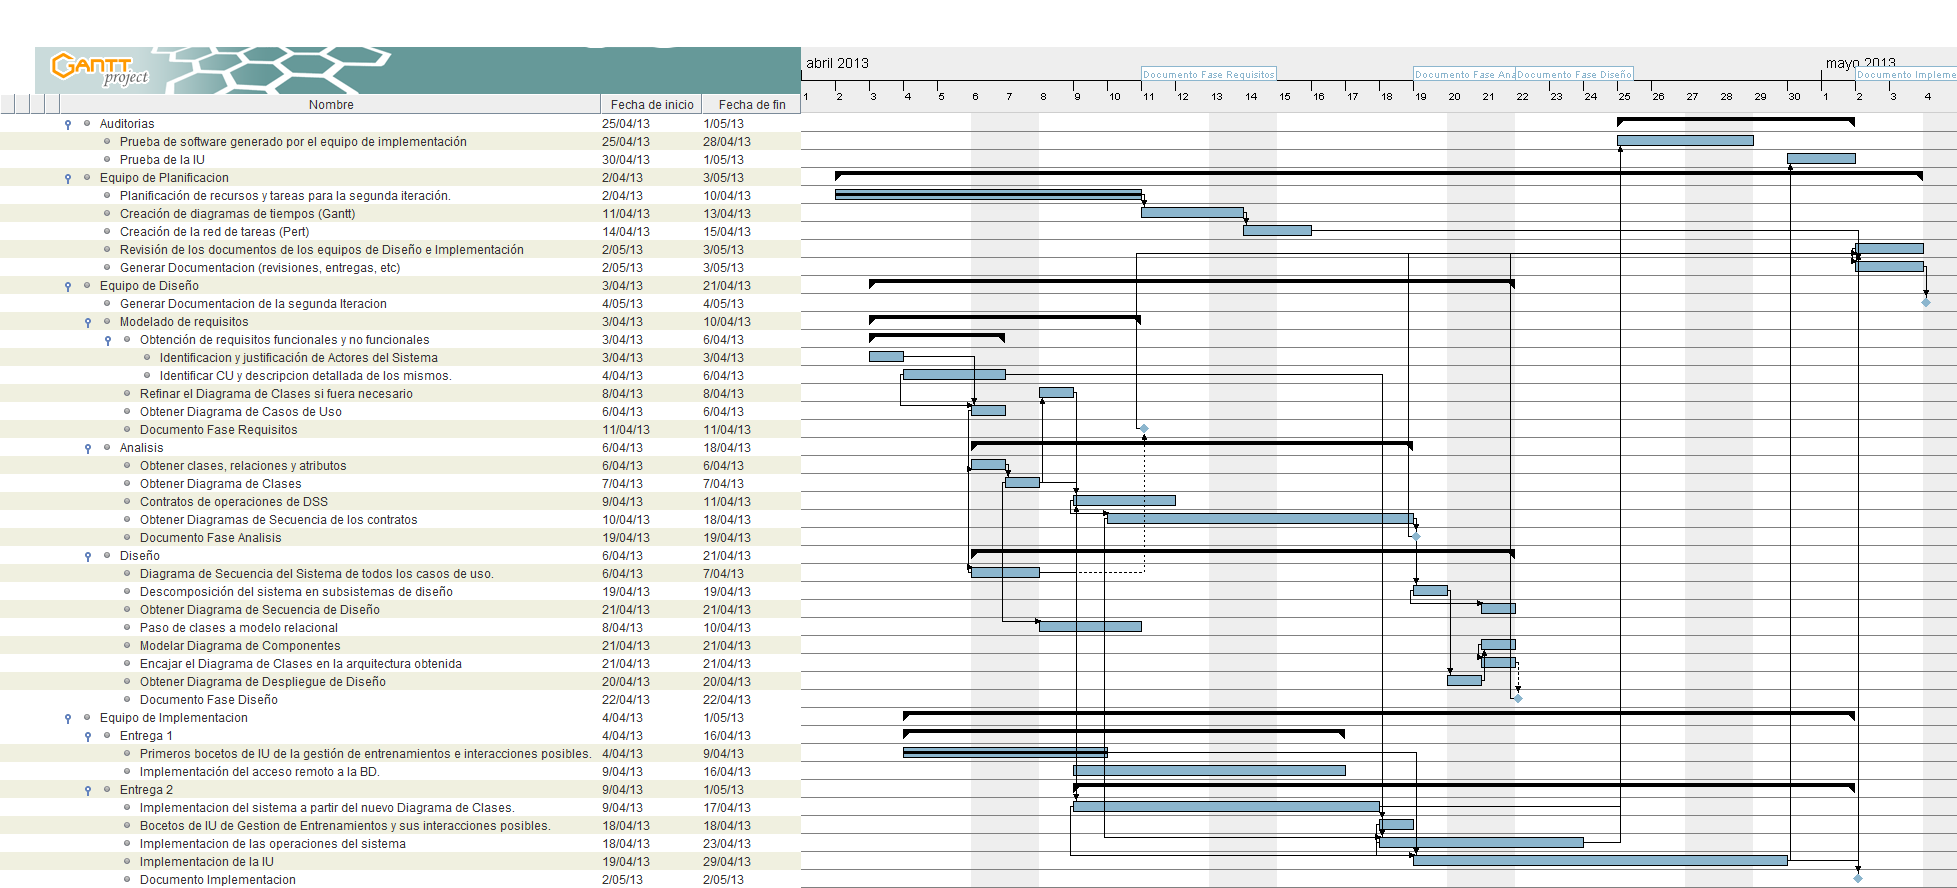 GANTT
project
abril 2013
mayo 2013
Documento Fase Requisitos
Documento Fase Ana
Documento Fase Diseño
Documento Impleme
Nombre Fecha de inicio Fecha de fin
1 2 3 4 5 6 7 8 9 10 11 12 13 14 15 16 17 18 19 20 21 22 23 24 25 26 27 28 29 30 1 2 3 4
Auditorias 25/04/13 1/05/13
Prueba de software generado por el equipo de implementación 25/04/13 28/04/13
Prueba de la IU 30/04/13 1/05/13
Equipo de Planificacion 2/04/13 3/05/13
Planificación de recursos y tareas para la segunda iteración. 2/04/13 10/04/13
Creación de diagramas de tiempos (Gantt) 11/04/13 13/04/13
Creación de la red de tareas (Pert) 14/04/13 15/04/13
Revisión de los documentos de los equipos de Diseño e Implementación 2/05/13 3/05/13
Generar Documentacion (revisiones, entregas, etc) 2/05/13 3/05/13
Equipo de Diseño 3/04/13 21/04/13
Generar Documentacion de la segunda Iteracion 4/05/13 4/05/13
Modelado de requisitos 3/04/13 10/04/13
Obtención de requisitos funcionales y no funcionales 3/04/13 6/04/13
Identificacion y justificación de Actores del Sistema 3/04/13 3/04/13
Identificar CU y descripcion detallada de los mismos. 4/04/13 6/04/13
Refinar el Diagrama de Clases si fuera necesario 8/04/13 8/04/13
Obtener Diagrama de Casos de Uso 6/04/13 6/04/13
Documento Fase Requisitos 11/04/13 11/04/13
Analisis 6/04/13 18/04/13
Obtener clases, relaciones y atributos 6/04/13 6/04/13
Obtener Diagrama de Clases 7/04/13 7/04/13
Contratos de operaciones de DSS 9/04/13 11/04/13
Obtener Diagramas de Secuencia de los contratos 10/04/13 18/04/13
Documento Fase Analisis 19/04/13 19/04/13
Diseño 6/04/13 21/04/13
Diagrama de Secuencia del Sistema de todos los casos de uso. 6/04/13 7/04/13
Descomposición del sistema en subsistemas de diseño 19/04/13 19/04/13
Obtener Diagrama de Secuencia de Diseño 21/04/13 21/04/13
Paso de clases a modelo relacional 8/04/13 10/04/13
Modelar Diagrama de Componentes 21/04/13 21/04/13
Encajar el Diagrama de Clases en la arquitectura obtenida 21/04/13 21/04/13
Obtener Diagrama de Despliegue de Diseño 20/04/13 20/04/13
Documento Fase Diseño 22/04/13 22/04/13
Equipo de Implementacion 4/04/13 1/05/13
Entrega 1 4/04/13 16/04/13
Primeros bocetos de IU de la gestión de entrenamientos e interacciones posibles. 4/04/13 9/04/13
Implementación del acceso remoto a la BD. 9/04/13 16/04/13
Entrega 2 9/04/13 1/05/13
Implementacion del sistema a partir del nuevo Diagrama de Clases. 9/04/13 17/04/13
Bocetos de IU de Gestion de Entrenamientos y sus interacciones posibles. 18/04/13 18/04/13
Implementacion de las operaciones del sistema 18/04/13 23/04/13
Implementacion de la IU 19/04/13 29/04/13
Documento Implementacion 2/05/13 2/05/13